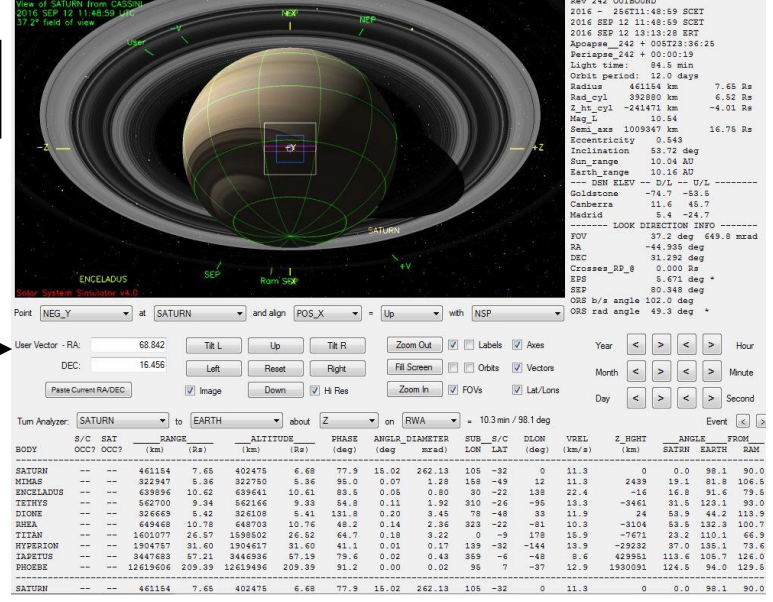 View of SATURN from CASSINI
2016 SEP 12 11:48:59 UTC
37.2° field of view
NEP
User
-V
-Z
+Z
SATURN
ENCELADUS
SEP
+V
Solar System Simulator v4.0
Rev 242 OUTBOUND
2016 - 256T11:48:59 SCET
2016 SEP 12 11:48:59 SCET
2016 SEP 12 13:13:28 ERT
Apoapse_242 + 005T23:36:25
Periapse_242 + 00:00:19
Light time: 84.5 min
Orbit period: 12.0 days
Radius 461154 km 7.65 Rs
Rad_cyl 392880 km 6.52 Rs
Z_ht_cyl -241471 km -4.01 Rs
Mag_L 10.54
Semi_axs 1009347 km 16.75 Rs
Eccentricity 0.543
Inclination 53.72 deg
Sun_range 10.04 AU
Earth_range 10.16 AU
--- DSN ELEV -- D/L -- U/L --------
Goldstone -74.7 -53.5
Canberra 11.6 45.7
Madrid 5.4 -24.7
------- LOOK DIRECTION INFO -------
FOV 37.2 deg 649.8 mrad
RA -44.935 deg
DEC 31.292 deg
Crosses_RP_@ 0.000 Rs
EPS 5.671 deg *
SEP 80.348 deg
ORS b/s angle 102.0 deg
ORS rad angle 49.3 deg *
Point NEG_Y at SATURN and align POS_X = Up with NSP
User Vector - RA: 68.842 Tilt L Up Tilt R Zoom Out Labels Axes Year < > < > Hour
DEC: 16.456 Left Reset Right Fill Screen Orbits Vectors Month < > < > Minute
Paste Current RA/DEC Image Down Hi Res Zoom In FOVs Lat/Lons Day < > < > Second
Turn Analyzer: SATURN to EARTH about Z on RWA = 10.3 min / 98.1 deg Event < >
S/C SAT RANGE ALTITUDE PHASE ANGLR_DIAMETER SUB_S/C DLON VREL Z_HGHT ANGLE FROM
BODY OCC? OCC? (km) (Rs) (km) (Rs) (deg) (deg mrad) LON LAT (deg) (km/s) (km) SATRN EARTH RAM
SATURN -- -- 461154 7.65 402475 6.68 77.9 15.02 262.13 105 -32 0 11.3 0 0.0 98.1 90.0
MIMAS -- -- 322947 5.36 322750 5.36 95.0 0.07 1.28 158 -49 12 11.3 2439 19.1 81.8 106.5
ENCELADUS -- -- 639896 10.62 639641 10.61 83.5 0.05 0.80 30 -22 138 22.4 -16 16.8 91.6 79.5
TETHYS -- -- 562700 9.34 562166 9.33 54.8 0.11 1.92 310 -26 -95 13.3 -3461 31.5 123.1 93.0
DIONE -- -- 326669 5.42 326108 5.41 131.8 0.20 3.45 78 -48 33 11.9 24 53.9 44.2 113.9
RHEA -- -- 649468 10.78 648703 10.76 48.2 0.14 2.36 323 -22 -81 10.3 -3104 53.5 132.3 100.7
TITAN -- -- 1601077 26.57 1598502 26.52 64.7 0.18 3.22 0 -9 178 15.9 -7671 23.2 110.1 66.9
HYPERION -- -- 1904757 31.60 1904617 31.60 41.1 0.01 0.17 139 -32 -144 13.9 -29232 37.0 135.1 73.6
IAPETUS -- -- 3447683 57.21 3446936 57.19 79.6 0.02 0.43 359 -6 -48 8.6 429951 113.6 105.7 126.0
PHOEBE -- -- 12619606 209.39 12619496 209.39 91.2 0.00 0.02 95 7 -37 12.9 1930091 124.5 94.0 129.5
SATURN -- -- 461154 7.65 402475 6.68 77.9 15.02 262.13 105 -32 0 11.3 0 0.0 98.1 90.0